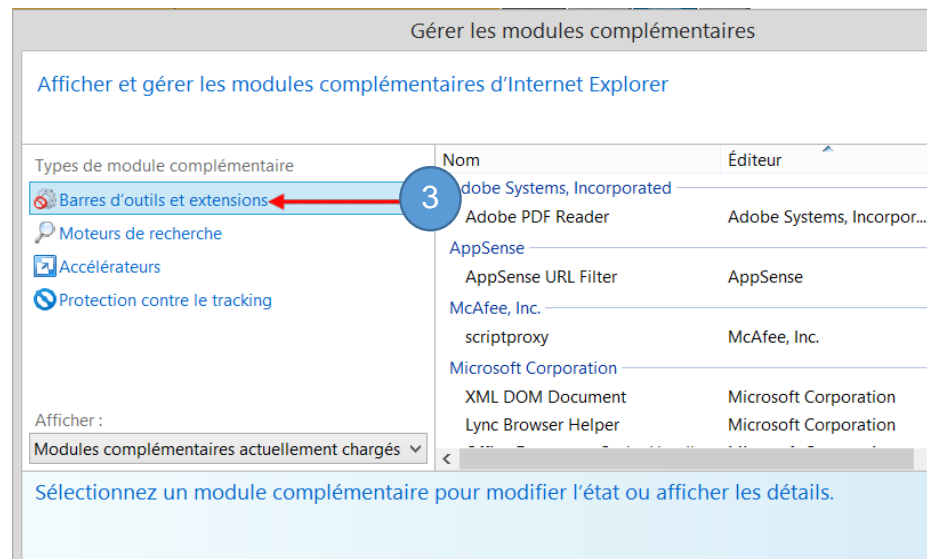 Gérer les modules complémentaires
Afficher et gérer les modules complémentaires d'Internet Explorer
Types de module complémentaire
Barres d'outils et extensions
Moteurs de recherche
Accélérateurs
Protection contre le tracking
Afficher :
Modules complémentaires actuellement chargés
3
Nom Éditeur
dobe Systems, Incorporated
Adobe PDF Reader Adobe Systems, Incorpor...
AppSense
AppSense URL Filter AppSense
McAfee, Inc.
scriptproxy McAfee, Inc.
Microsoft Corporation
XML DOM Document Microsoft Corporation
Lync Browser Helper Microsoft Corporation
Sélectionnez un module complémentaire pour modifier l'état ou afficher les détails.